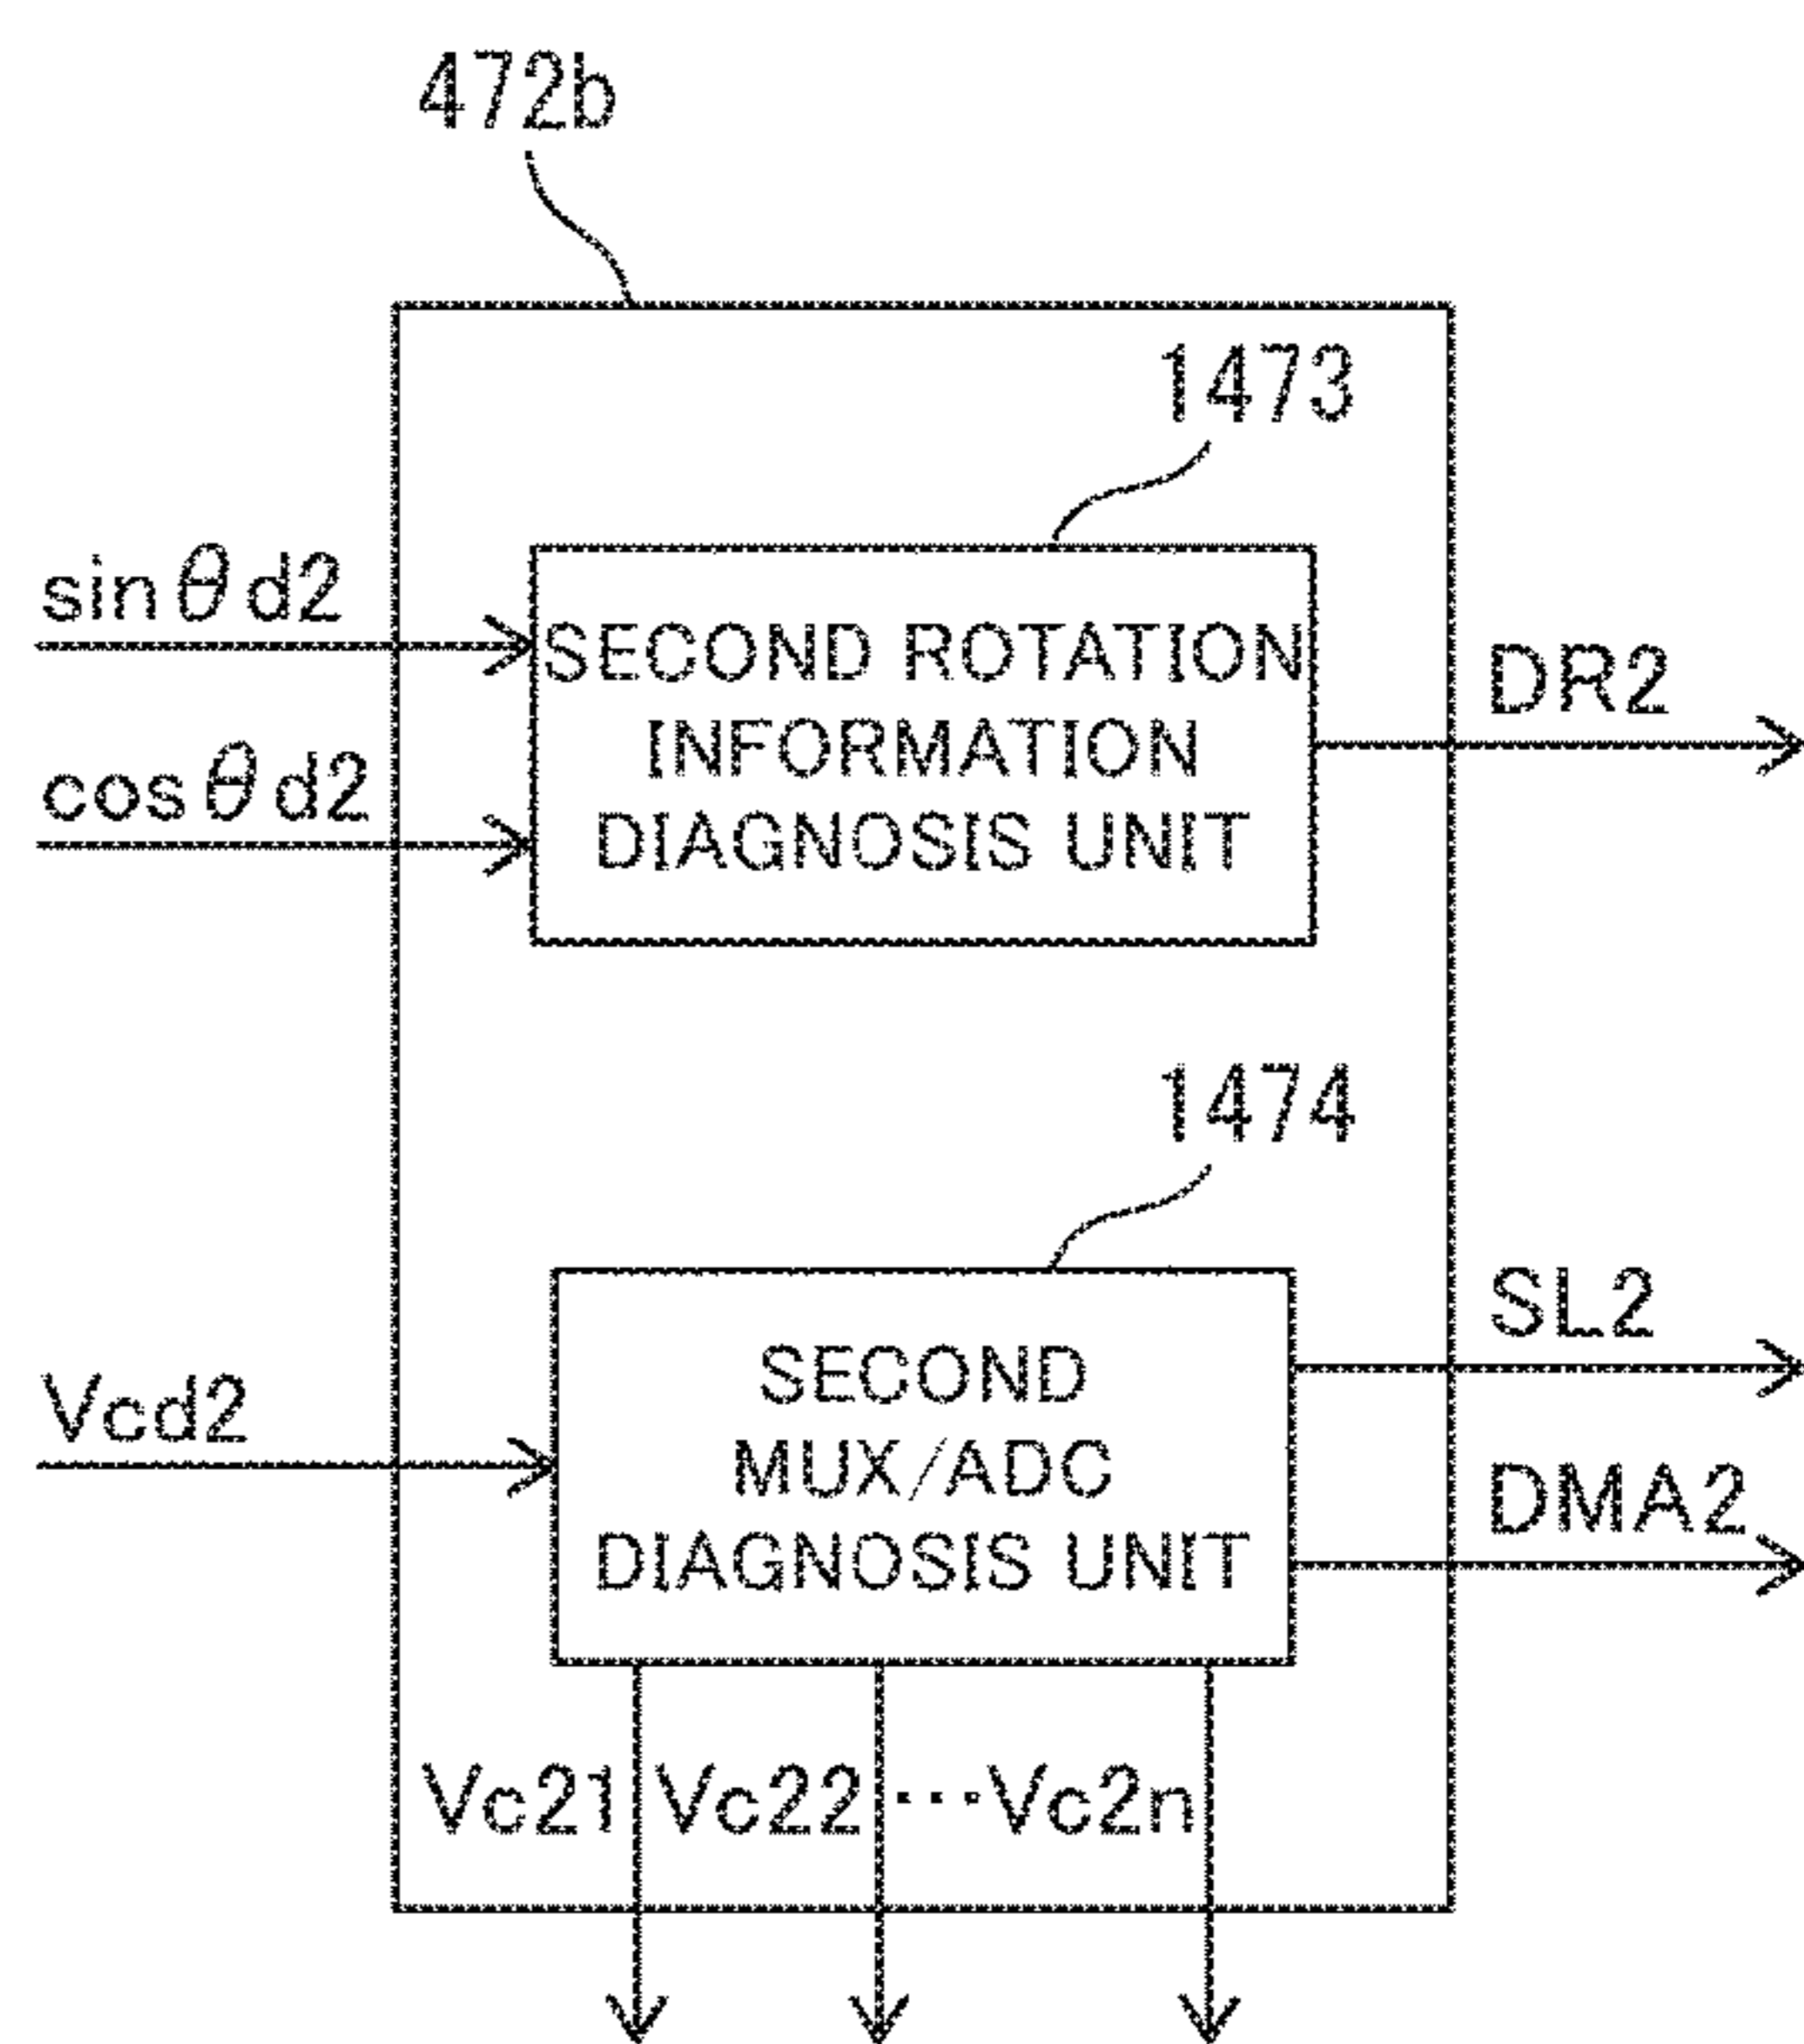 472b
1473
sinθd2
SECOND ROTATION
INFORMATION
DIAGNOSIS UNIT
cosθd2
DR2
1474
SECOND
MUX/ADC
DIAGNOSIS UNIT
Vcd2
SL2
DMA2
Vc21 Vc22 ···Vc2n